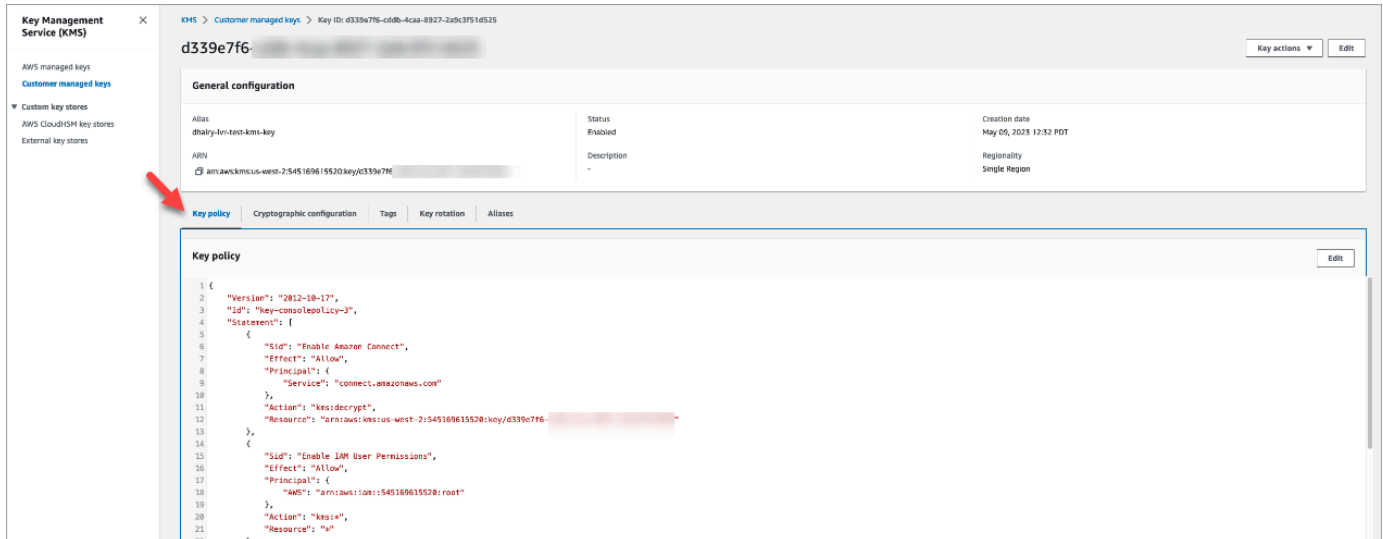 Key Management Service (KMS)
AWS managed keys
Customer managed keys
Custom key stores
AWS CloudHSM key stores
External key stores
KMS > Customer managed keys > Key ID: d339e7f6-cddb-4caa-8927-2a9c3f51d525
d339e7f6-
Key actions
Edit
General configuration
Alias
dhairy-lvr-test-kms-key
Status
Enabled
Creation date
May 09, 2023 12:32 PDT
ARN
arn:aws:kms:us-west-2:545169615520:key/d339e7f6
Description
-
Regionality
Single Region
Key policy
Cryptographic configuration
Tags
Key rotation
Aliases
Key policy
Edit
1 {
2 "Version": "2012-10-17",
3 "Id": "key-consolepolicy-3",
4 "Statement": [
5 {
6 "Sid": "Enable Amazon Connect",
7 "Effect": "Allow",
8 "Principal": {
9 "Service": "connect.amazonaws.com"
10 },
11 "Action": "kms:decrypt",
12 "Resource": "arn:aws:kms:us-west-2:545169615520:key/d339e7f6- "
13 },
14 {
15 "Sid": "Enable IAM User Permissions",
16 "Effect": "Allow",
17 "Principal": {
18 "AWS": "arn:aws:iam::545169615520:root"
19 },
20 "Action": "kms:*",
21 "Resource": "*"